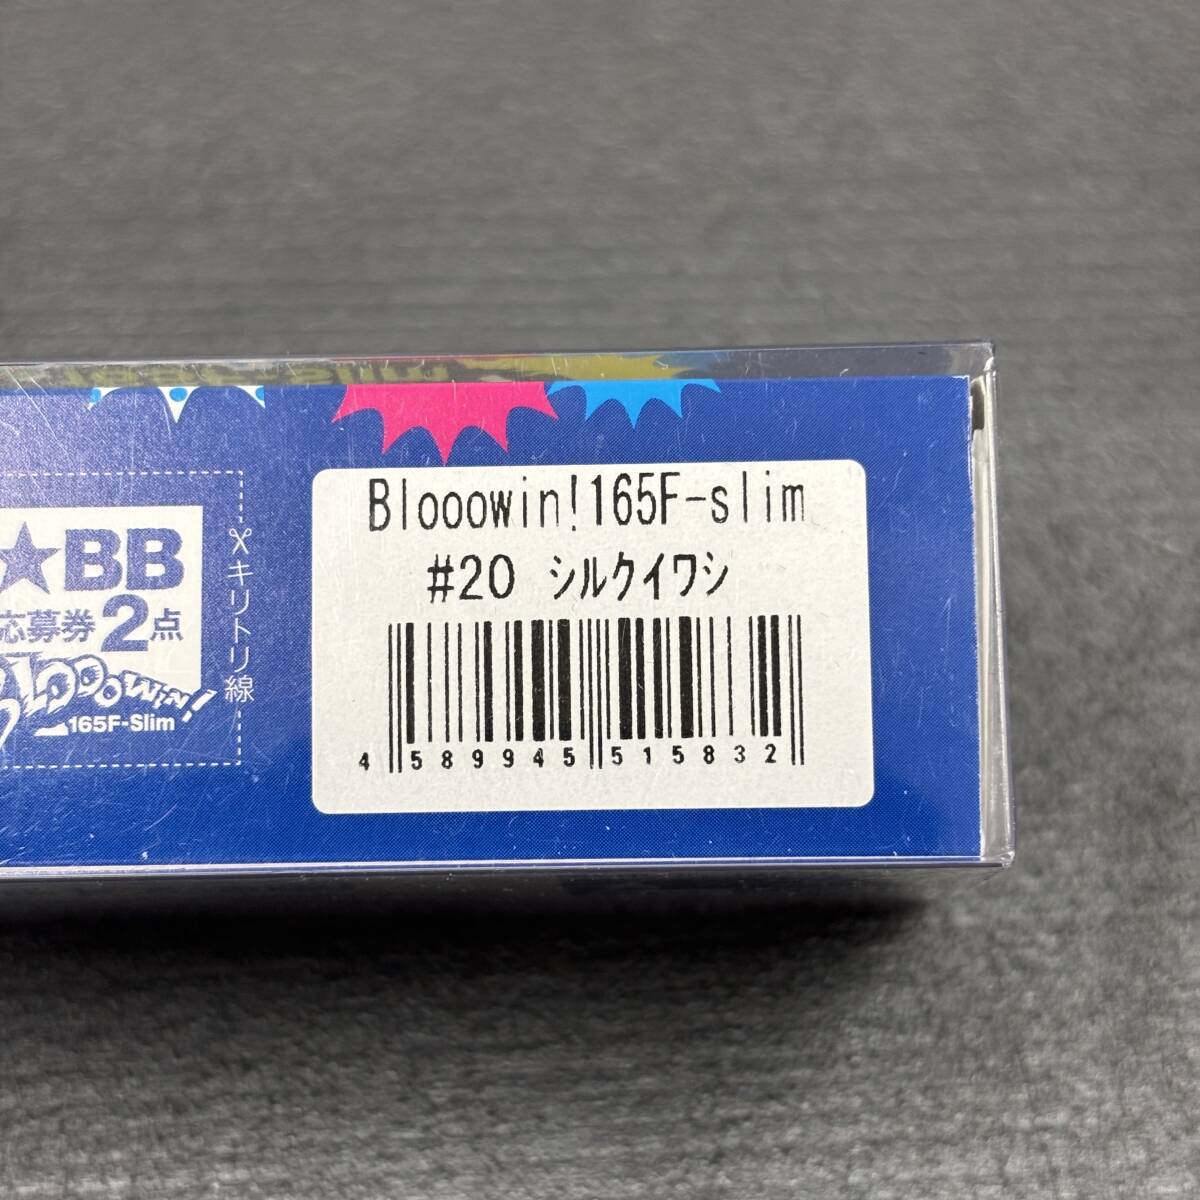 Blooowin!165F-slim
#20 シルクイワシ
4 589945 515832
★BB
応募券2点
Blooowin!
165F-Slim
キリトリ線